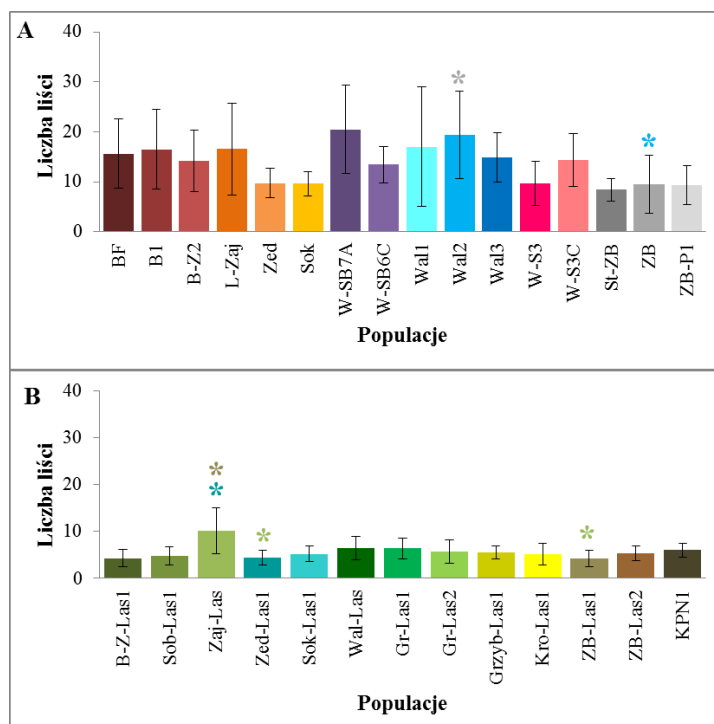 A
40
30
20
10
0
Liczba liści
*
*
BF
B1
B-Z2
L-Zaj
Zed
Sok
W-SB7A
W-SB6C
Wal1
Wal2
Wal3
W-S3
W-S3C
St-ZB
ZB
ZB-P1
Populacje
B
40
30
20
10
0
Liczba liści
*
*
*
*
B-Z-Las1
Sob-Las1
Zaj-Las
Zed-Las1
Sok-Las1
Wal-Las
Gr-Las1
Gr-Las2
Grzyb-Las1
Kro-Las1
ZB-Las1
ZB-Las2
KPN1
Populacje